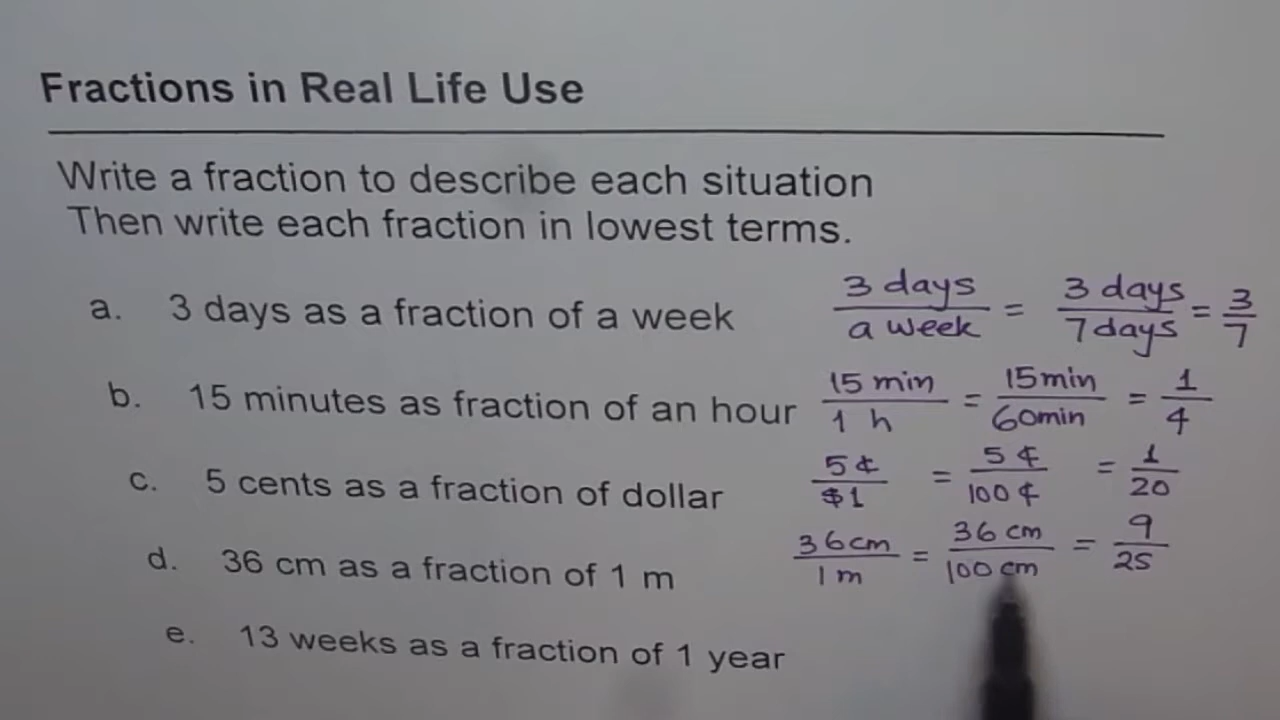 Fractions in Real Life Use
Write a fraction to describe each situation
Then write each fraction in lowest terms.
a. 3 days as a fraction of a week 3 days / a week = 3 days / 7 days = 3/7
b. 15 minutes as fraction of an hour 15 min / 1 h = 15 min / 60 min = 1/4
c. 5 cents as a fraction of dollar 5 ¢ / $1 = 5 ¢ / 100 ¢ = 1/20
d. 36 cm as a fraction of 1 m 36 cm / 1 m = 36 cm / 100 cm = 9/25
e. 13 weeks as a fraction of 1 year